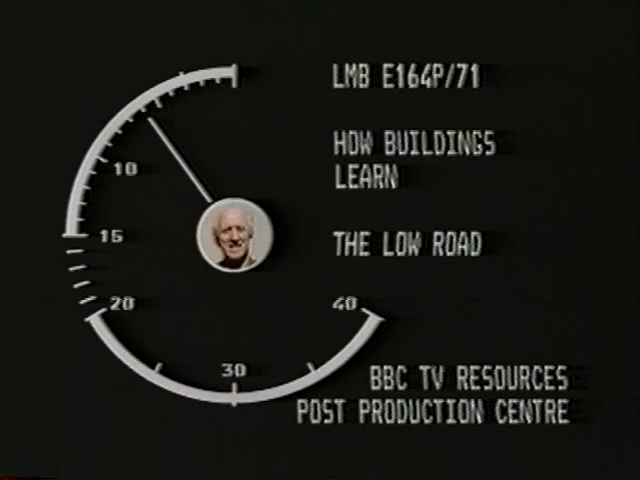 LMB E164P/71
HOW BUILDINGS
LEARN
10
15
THE LOW ROAD
20
40
30
BBC TV RESOURCES
POST PRODUCTION CENTRE